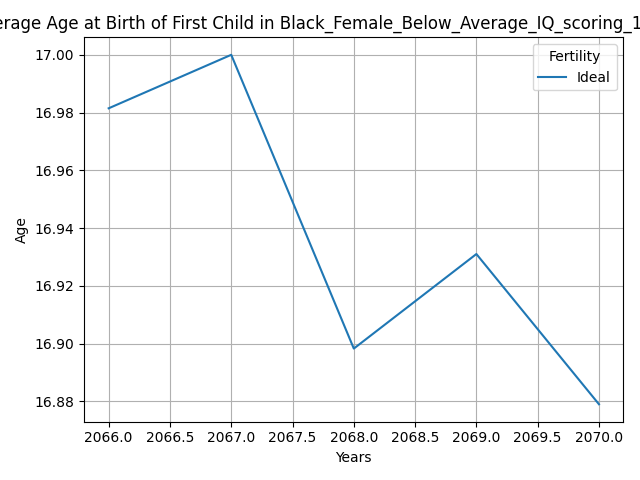 erage Age at Birth of First Child in Black_Female_Below_Average_IQ_scoring_1
Fertility
Ideal
17.00
16.98
16.96
16.94
16.92
16.90
16.88
Age
2066.0 2066.5 2067.0 2067.5 2068.0 2068.5 2069.0 2069.5 2070.0
Years